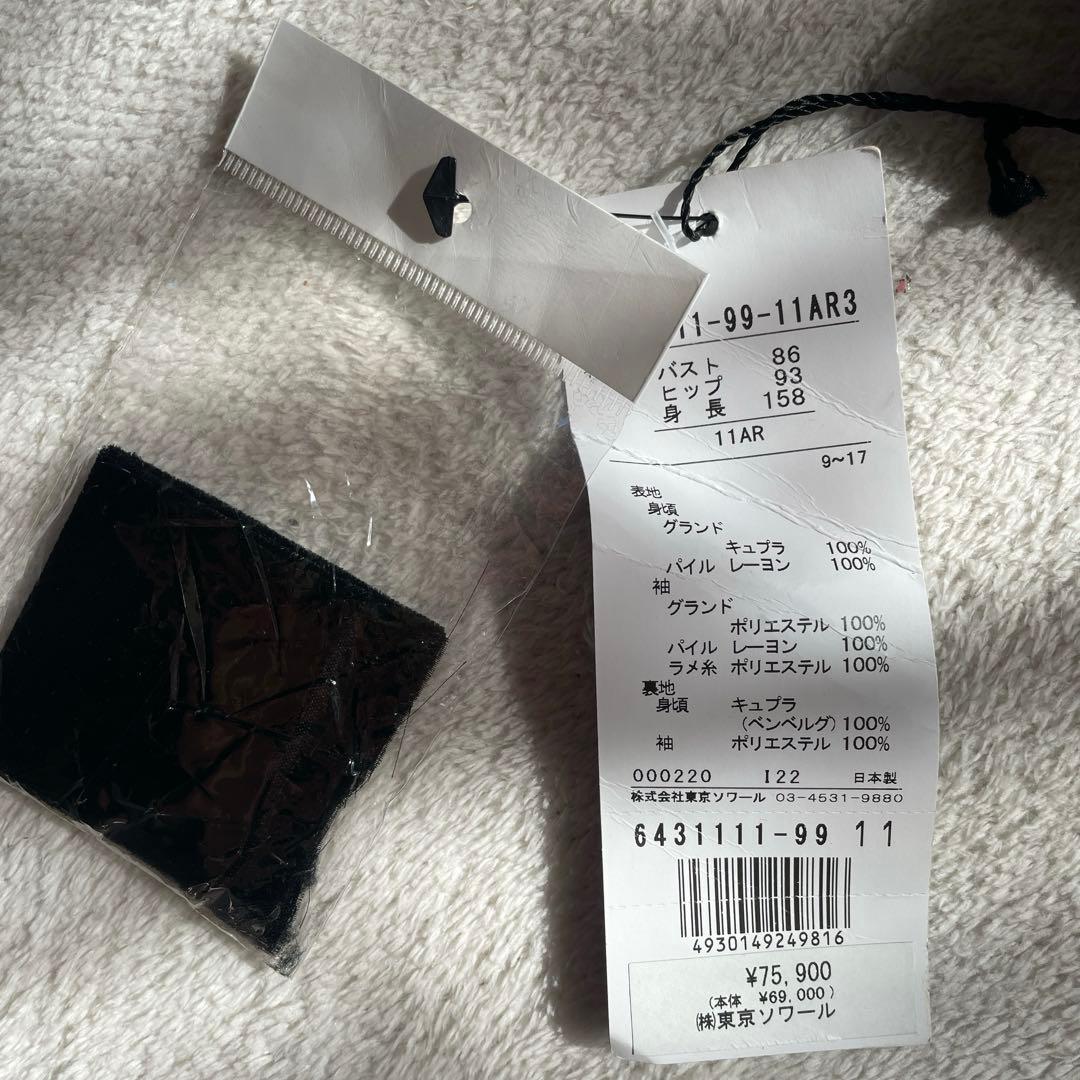 11-99-11AR3
バスト 86
ヒップ 93
身 長 158
11AR
9~17
表地
身頃
グランド
キュプラ 100%
パイル レーヨン 100%
袖
グランド
ポリエステル 100%
パイル レーヨン 100%
ラメ糸 ポリエステル 100%
裏地
身頃 キュプラ
(ベンベルグ) 100%
袖 ポリエステル 100%
000220 I22 日本製
株式会社東京ソワール 03-4531-9880
6431111-99 11
4930149249816
¥75,900
(本体 ¥69,000)
(株)東京ソワール